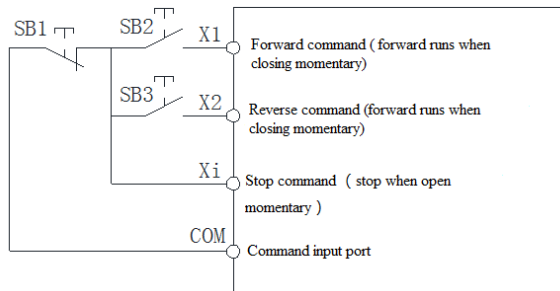 SB1
SB2
X1
Forward command ( forward runs when
closing momentary)
SB3
X2
Reverse command (forward runs when
closing momentary)
Xi
Stop command ( stop when open
momentary )
COM
Command input port